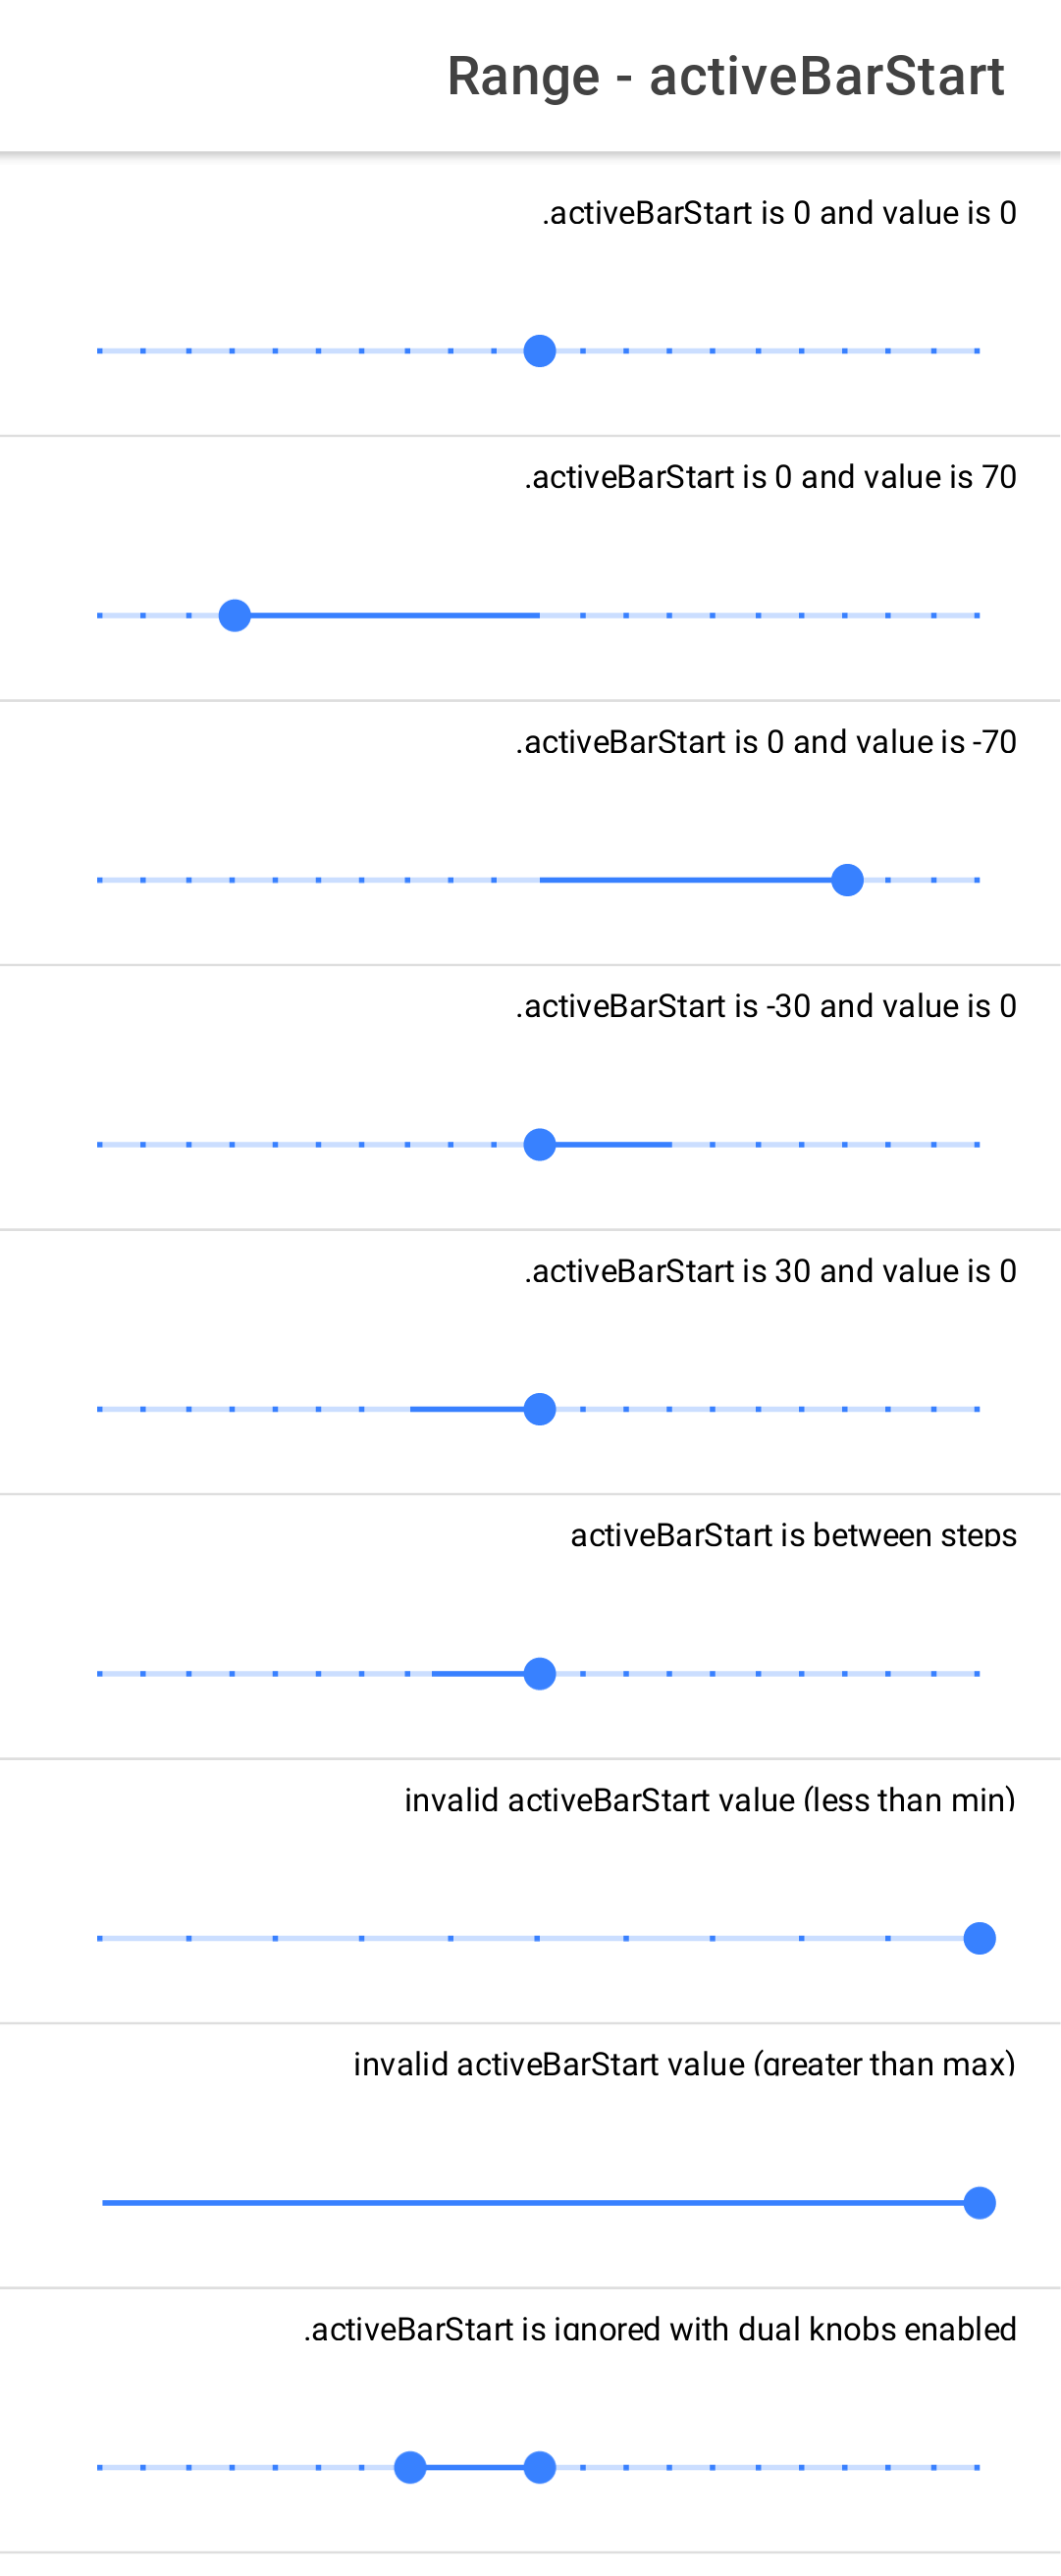 Range - activeBarStart
.activeBarStart is 0 and value is 0
.activeBarStart is 0 and value is 70
.activeBarStart is 0 and value is -70
.activeBarStart is -30 and value is 0
.activeBarStart is 30 and value is 0
activeBarStart is between steps
invalid activeBarStart value (less than min)
invalid activeBarStart value (greater than max)
.activeBarStart is ignored with dual knobs enabled